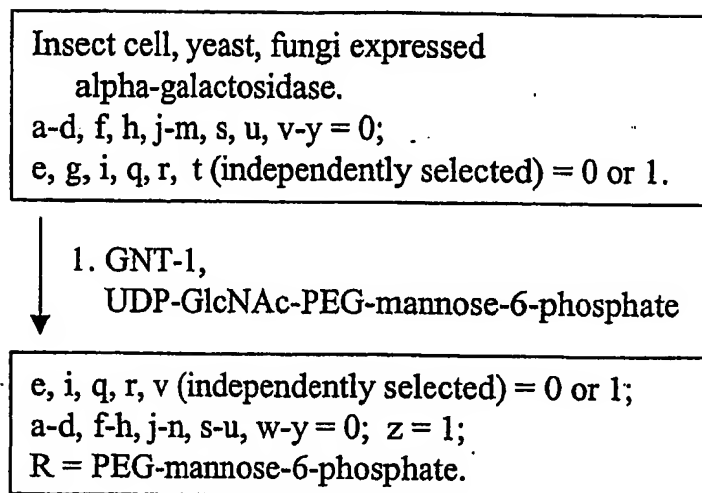 Insect cell, yeast, fungi expressed
alpha-galactosidase.
a-d, f, h, j-m, s, u, v-y = 0;
e, g, i, q, r, t (independently selected) = 0 or 1.
1. GNT-1,
UDP-GlcNAc-PEG-mannose-6-phosphate
e, i, q, r, v (independently selected) = 0 or 1;
a-d, f-h, j-n, s-u, w-y = 0; z = 1;
R = PEG-mannose-6-phosphate.